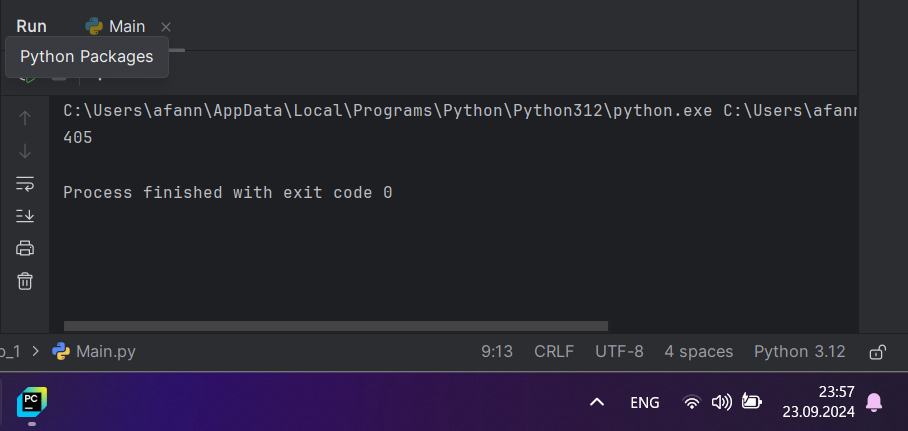 Run Main
Python Packages
C:\Users\afann\AppData\Local\Programs\Python\Python312\python.exe C:\Users\afann
405
Process finished with exit code 0
Main.py 9:13 CRLF UTF-8 4 spaces Python 3.12
PC ENG 23:57
23.09.2024